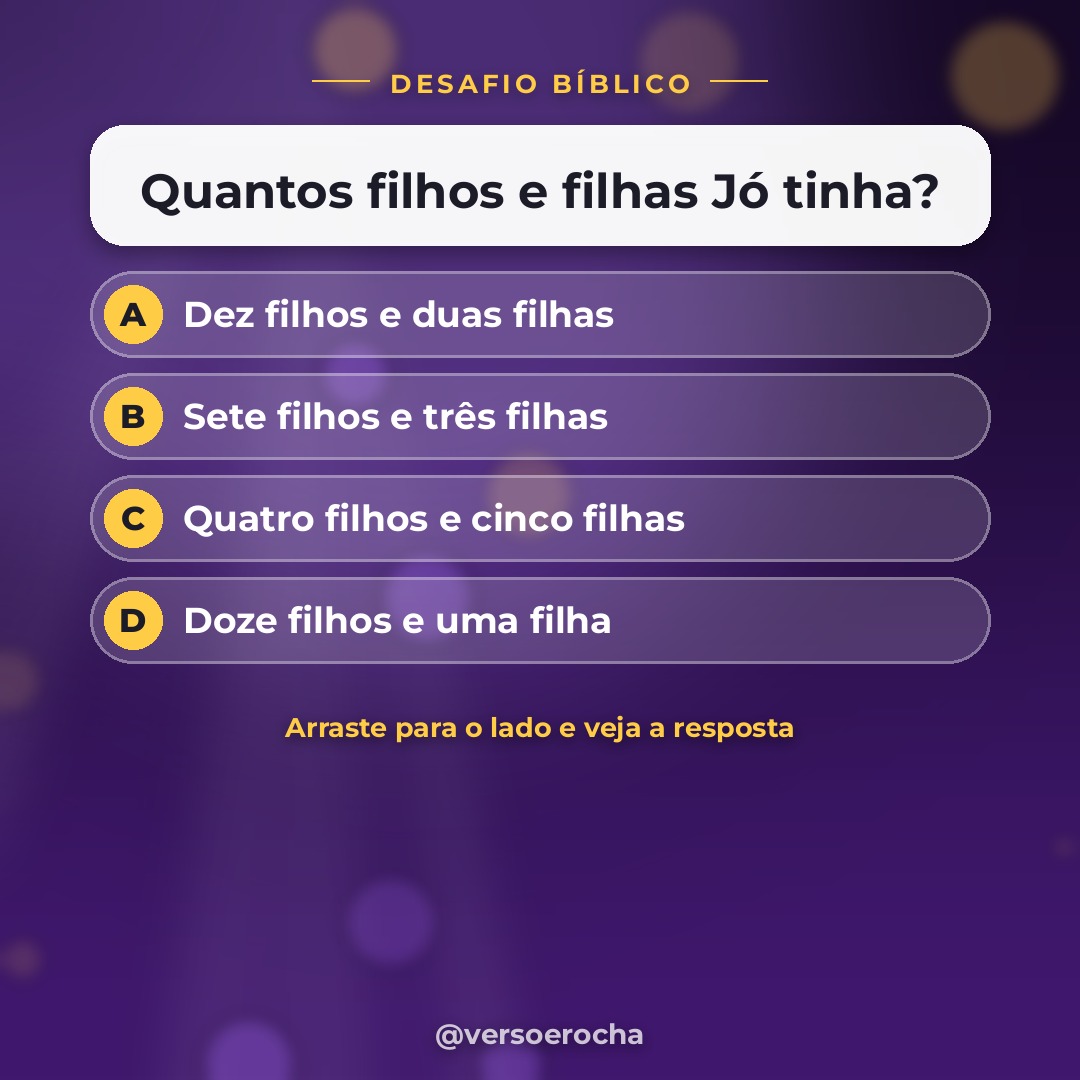 DESAFIO BÍBLICO
Quantos filhos e filhas Jó tinha?
A Dez filhos e duas filhas
B Sete filhos e três filhas
C Quatro filhos e cinco filhas
D Doze filhos e uma filha
Arraste para o lado e veja a resposta
@versoerocha